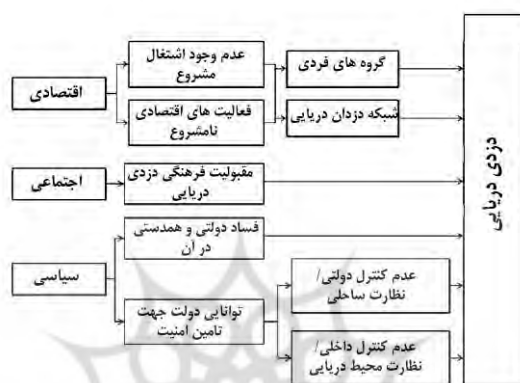 اقتصادی
عدم وجود اشتغال
مشروع
فعالیت های اقتصادی
نامشروع
گروه های فردی
شبکه دزدان دریایی
اجتماعی
مقبولیت فرهنگی دزدی
دریایی
سیاسی
فساد دولتی و همدستی
در آن
توانایی دولت جهت
تامین امنیت
عدم کنترل دولتی/
نظارت ساحلی
عدم کنترل داخلی/
نظارت محیط دریایی
دزدی دریایی